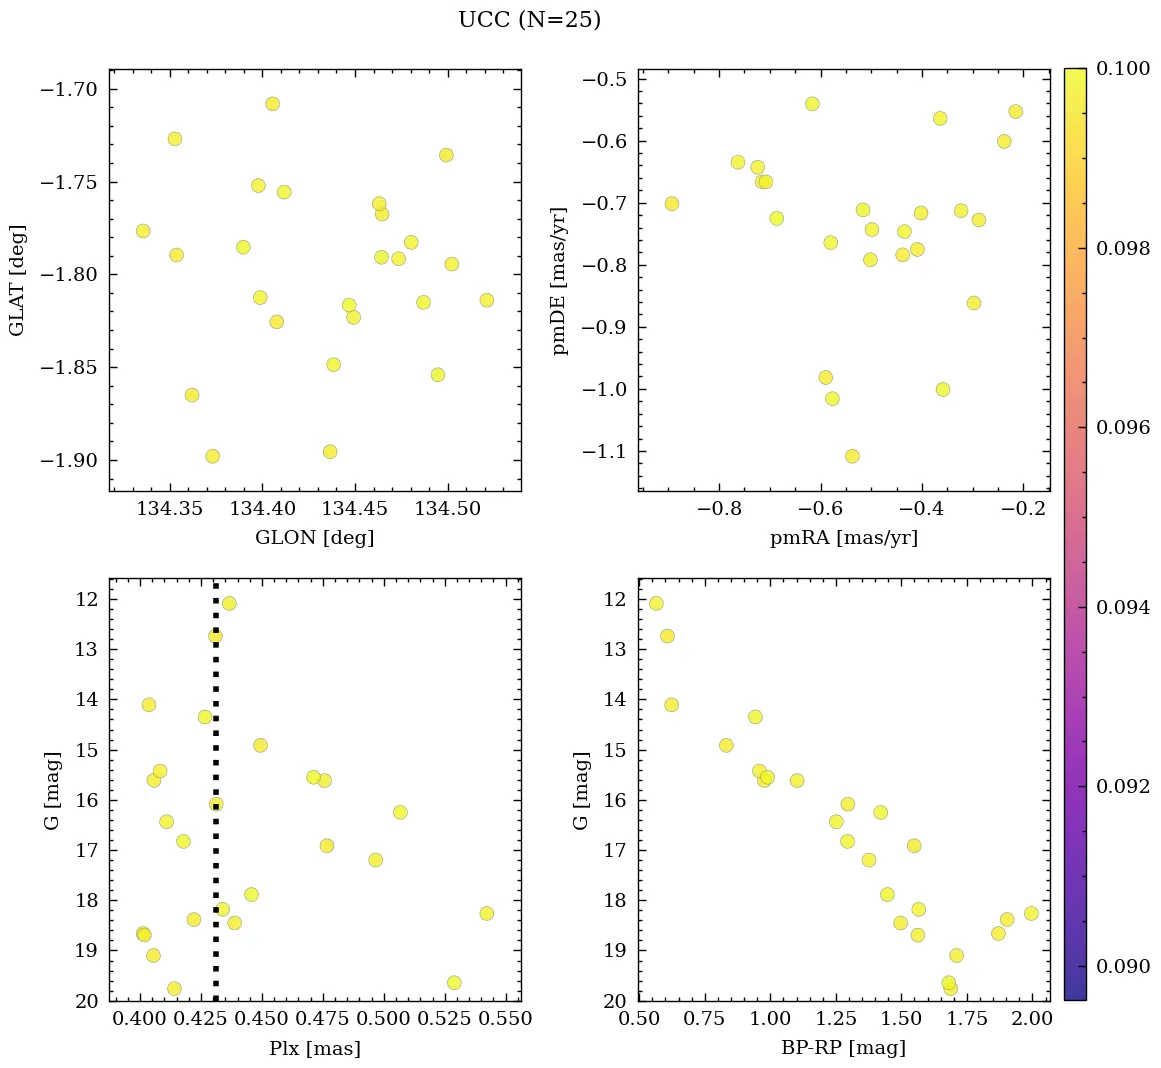 UCC (N=25)
−1.70
−1.75
−1.80
−1.85
−1.90
GLAT [deg]
134.35 134.40 134.45 134.50
GLON [deg]
−0.5
−0.6
−0.7
−0.8
−0.9
−1.0
−1.1
pmDE [mas/yr]
−0.8 −0.6 −0.4 −0.2
pmRA [mas/yr]
0.100
0.098
0.096
0.094
0.092
0.090
12
13
14
15
16
17
18
19
20
G [mag]
0.400 0.425 0.450 0.475 0.500 0.525 0.550
Plx [mas]
12
13
14
15
16
17
18
19
20
G [mag]
0.50 0.75 1.00 1.25 1.50 1.75 2.00
BP-RP [mag]